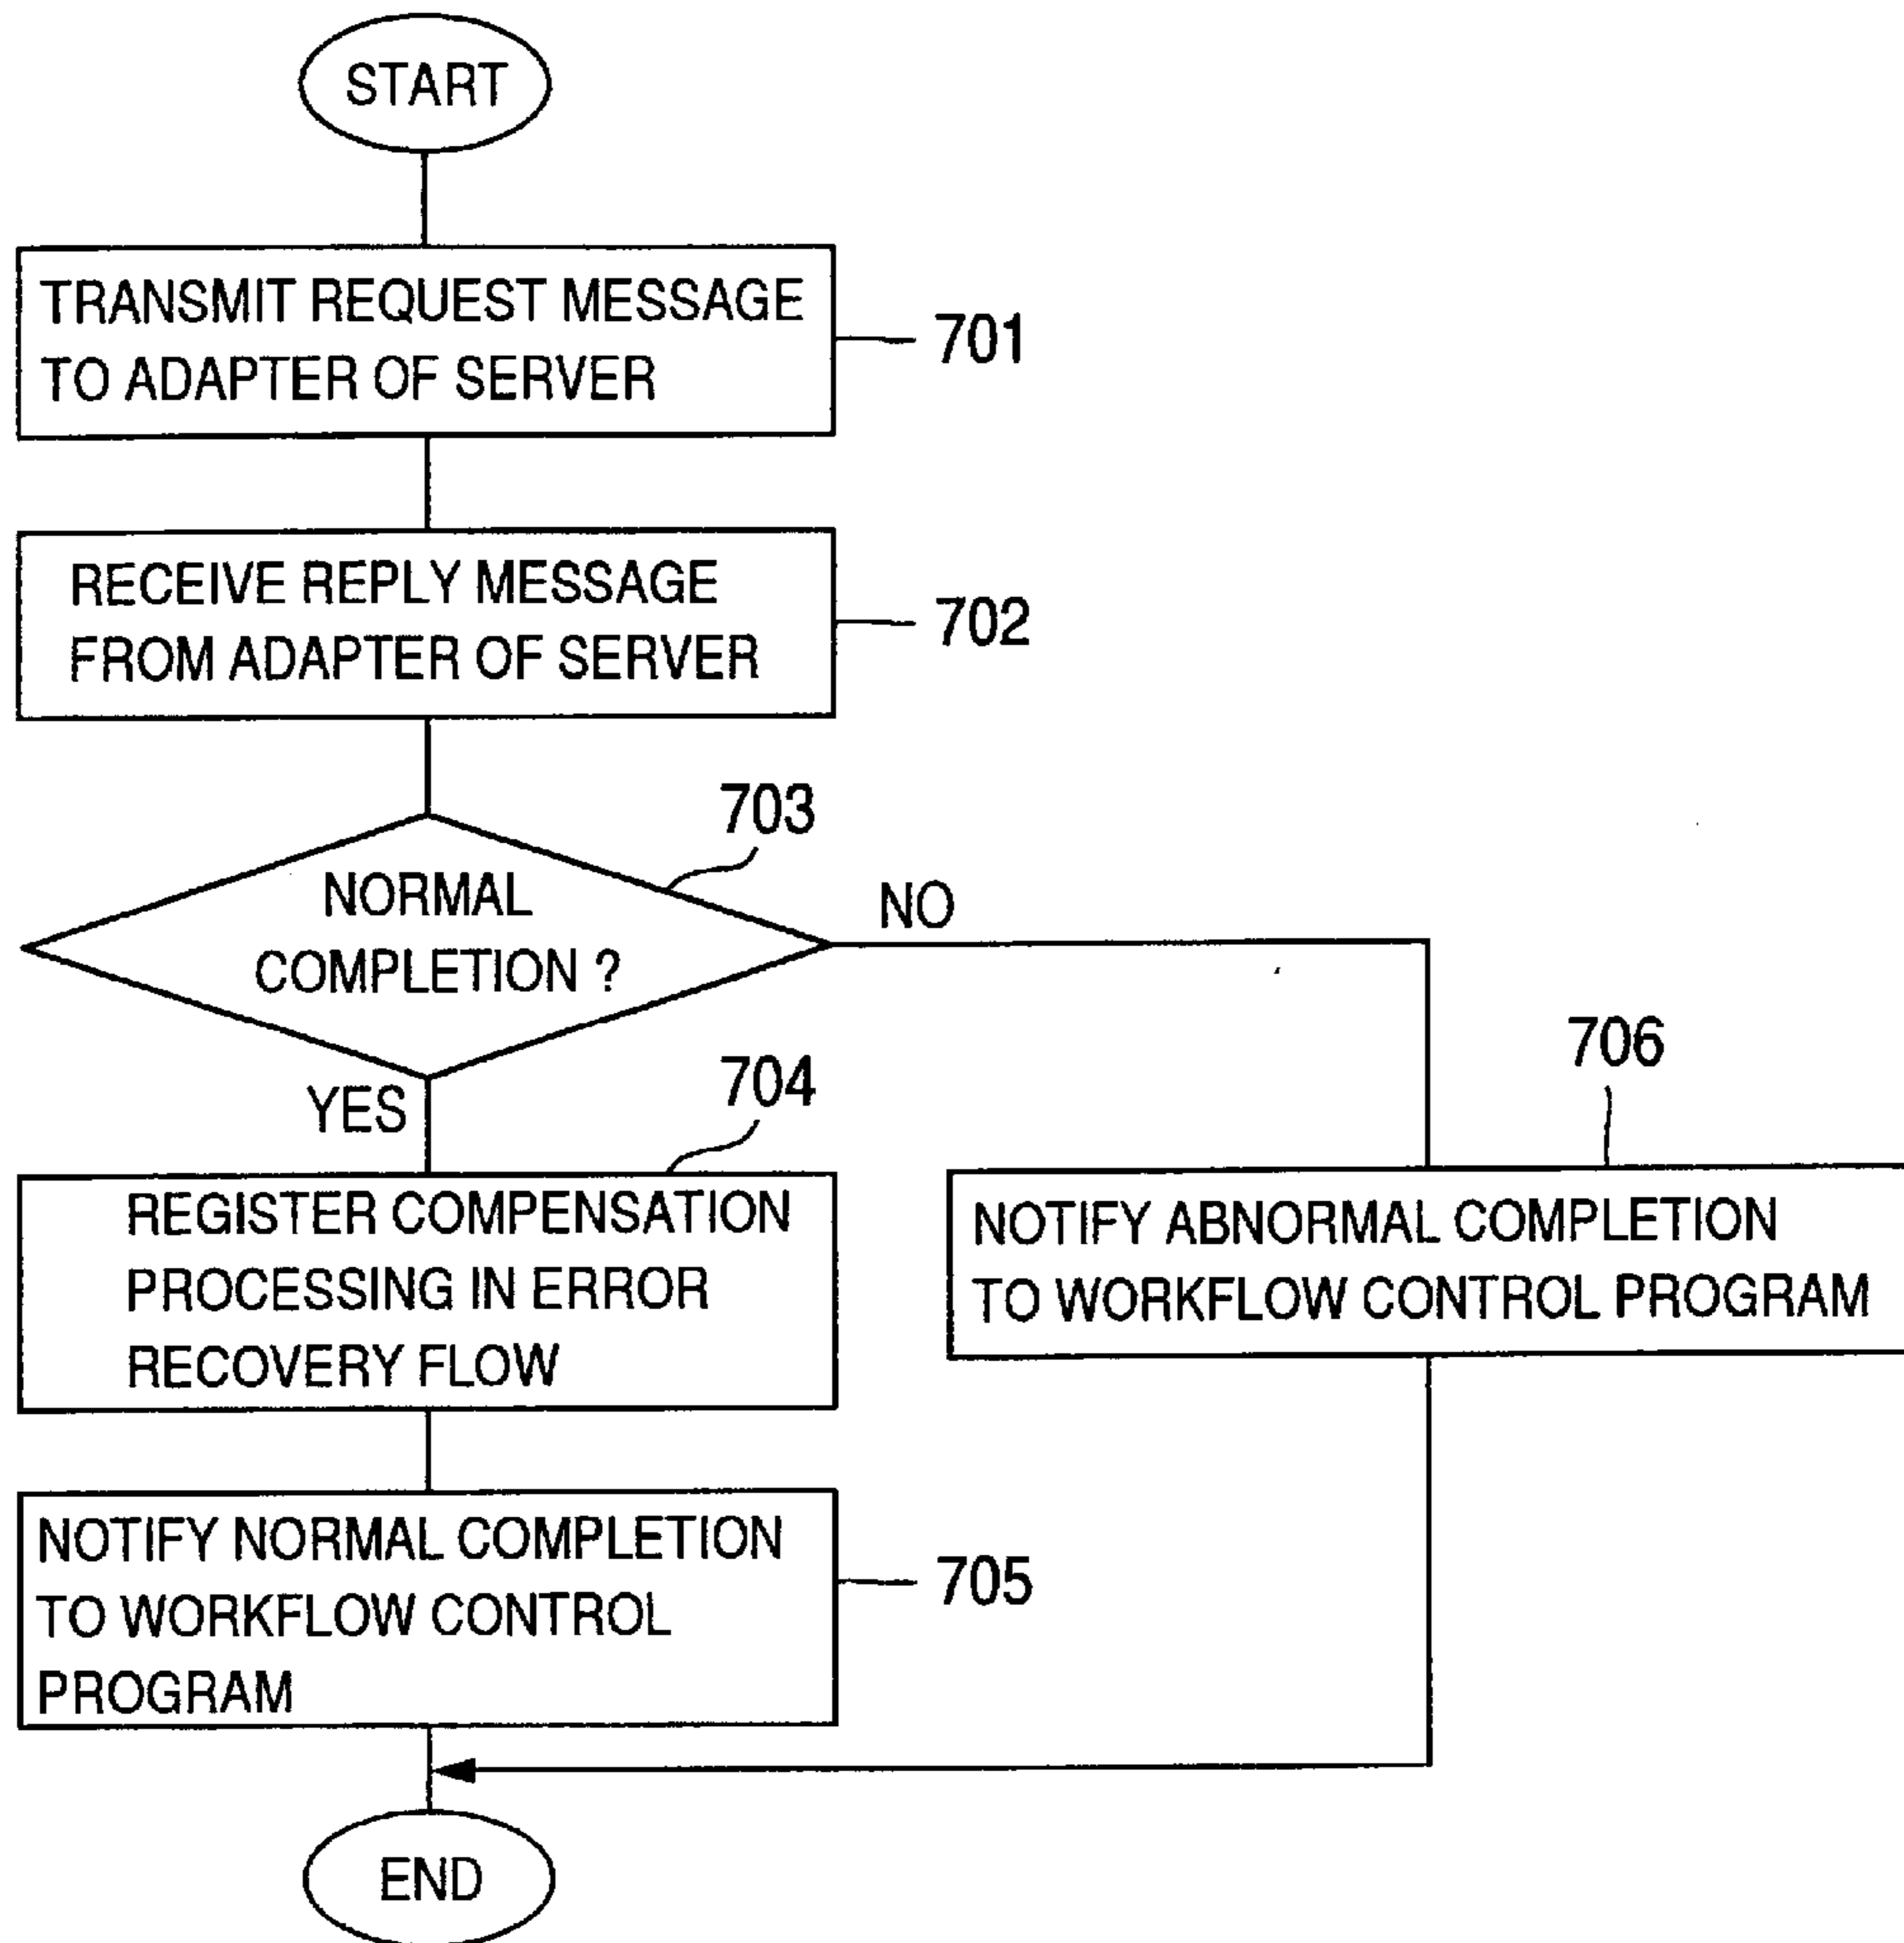 START
TRANSMIT REQUEST MESSAGE
TO ADAPTER OF SERVER
701
RECEIVE REPLY MESSAGE
FROM ADAPTER OF SERVER
702
703
NORMAL
COMPLETION ?
NO
YES
704
706
REGISTER COMPENSATION
PROCESSING IN ERROR
RECOVERY FLOW
NOTIFY ABNORMAL COMPLETION
TO WORKFLOW CONTROL PROGRAM
NOTIFY NORMAL COMPLETION
TO WORKFLOW CONTROL
PROGRAM
705
END